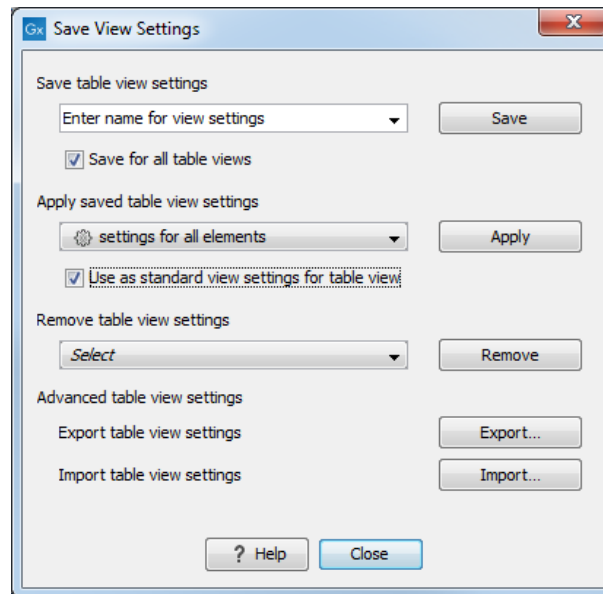 Gx Save View Settings X
Save table view settings
Enter name for view settings Save
Save for all table views
Apply saved table view settings
settings for all elements Apply
Use as standard view settings for table view
Remove table view settings
Select Remove
Advanced table view settings
Export table view settings Export...
Import table view settings Import...
? Help Close